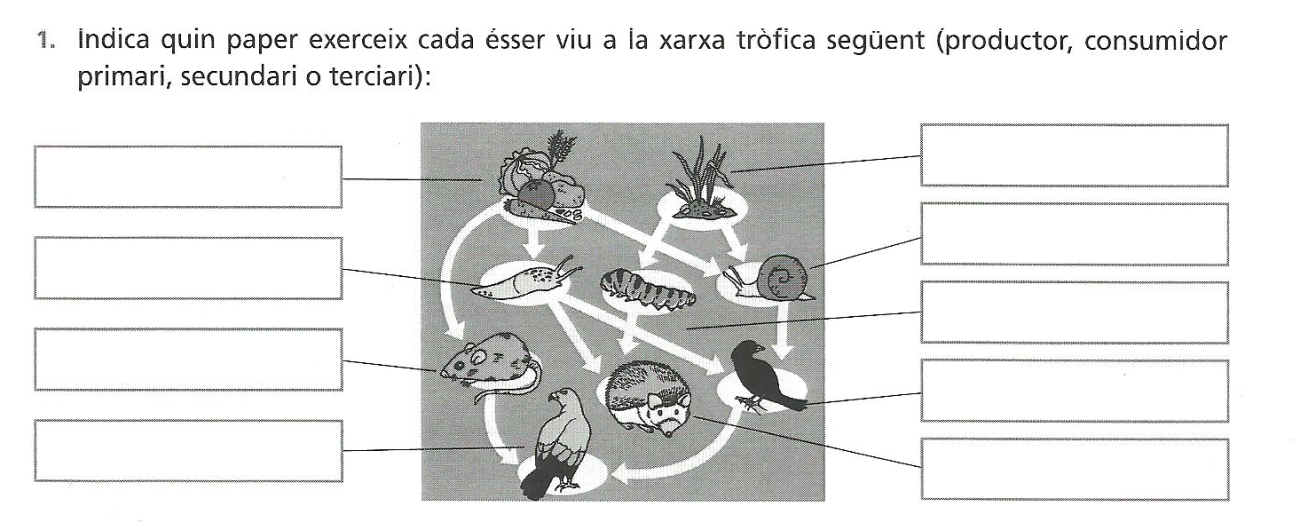 1. Indica quin paper exerceix cada ésser viu a la xarxa tròfica següent (productor, consumidor
primari, secundari o terciari):